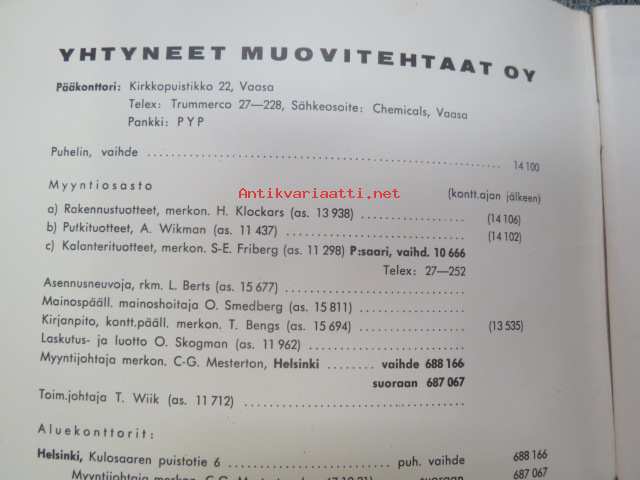 YHTYNEET MUOVITEHTAAT OY
Pääkonttori: Kirkkopuistikko 22, Vaasa
Telex: Trummerco 27—228, Sähkeosoite: Chemicals, Vaasa
Pankki: PYP
Puhelin, vaihde 14 100
Myyntiosasto (kontt.ajan jälkeen)
Antikvariaatti.net
a) Rakennustuotteet, merkon. H. Klockars (as. 13 938) (14 106)
b) Putkituotteet, A. Wikman (as. 11 437) (14 102)
c) Kalanterituotteet, merkon. S-E. Friberg (as. 11 298) P:saari, vaihd. 10 666
Telex: 27—252
Asennusneuvoja, rkm. L. Berts (as. 15 677)
Mainospääll. mainoshoitaja O. Smedberg (as. 15 811)
Kirjanpito, kontt.pääll. merkon. T. Bengs (as. 15 694) (13 535)
Laskutus- ja luotto O. Skogman (as. 11 962)
Myyntijohtaja merkon. C-G. Mesterton, Helsinki vaihde 688 166
suoraan 687 067
Toim.johtaja T. Wiik (as. 11 712)
Aluekonttorit:
Helsinki, Kulosaaren puistotie 6 puh. vaihde 688 166
Myyntijohtaja merkon. C-G. suoraan 687 067